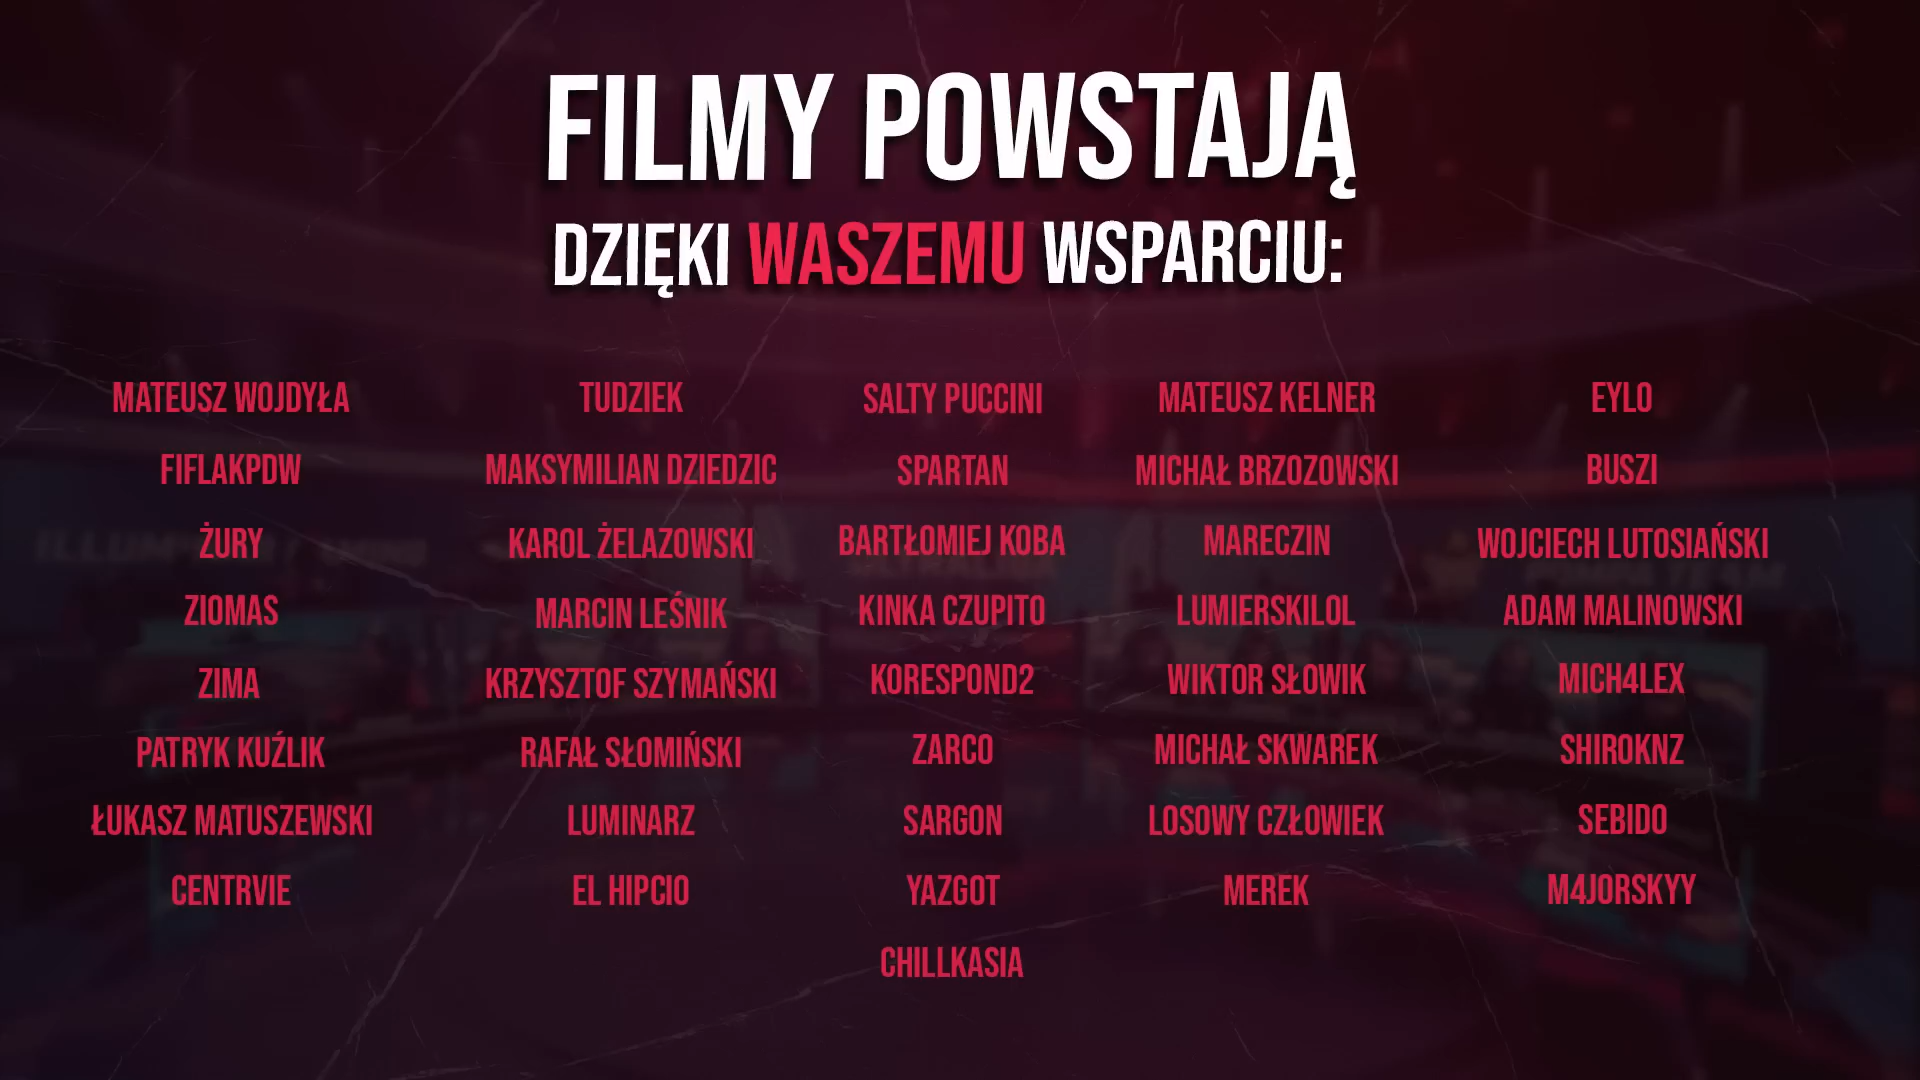 FILMY POWSTAJĄ
DZIĘKI WASZEMU WSPARCIU:
MATEUSZ WOJDYŁA
FIFLAKPDW
ŻURY
ZIOMAS
ZIMA
PATRYK KUŹLIK
ŁUKASZ MATUSZEWSKI
CENTRVIE
TUDZIEK
MAKSYMILIAN DZIEDZIC
KAROL ŻELAZOWSKI
MARCIN LEŚNIK
KRZYSZTOF SZYMAŃSKI
RAFAŁ SŁOMIŃSKI
LUMINARZ
EL HIPCIO
SALTY PUCCINI
SPARTAN
BARTŁOMIEJ KOBA
KINKA CZUPITO
KORESPOND2
ZARCO
SARGON
YAZGOT
CHILLKASIA
MATEUSZ KELNER
MICHAŁ BRZOZOWSKI
MARECZIN
LUMIERSKILOL
WIKTOR SŁOWIK
MICHAŁ SKWAREK
LOSOWY CZŁOWIEK
MEREK
EYLO
BUSZI
WOJCIECH LUTOSIAŃSKI
ADAM MALINOWSKI
MICH4LEX
SHIROKNZ
SEBIDO
M4JORSKYY